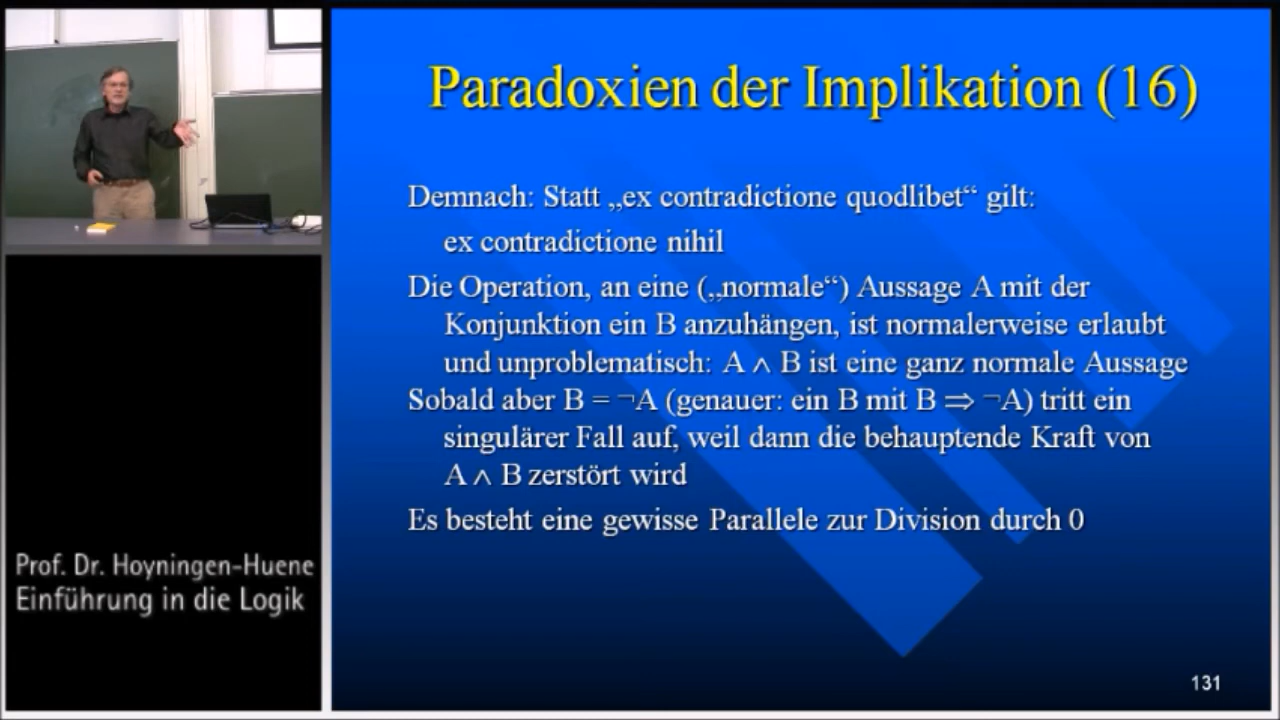 Paradoxien der Implikation (16)
Demnach: Statt „ex contradictione quodlibet“ gilt:
ex contradictione nihil
Die Operation, an eine („normale“) Aussage A mit der
Konjunktion ein B anzuhängen, ist normalerweise erlaubt
und unproblematisch: A ∧ B ist eine ganz normale Aussage
Sobald aber B = ¬A (genauer: ein B mit B ⇒ ¬A) tritt ein
singulärer Fall auf, weil dann die behauptende Kraft von
A ∧ B zerstört wird
Es besteht eine gewisse Parallele zur Division durch 0
131
Prof. Dr. Hoyningen-Huene
Einführung in die Logik